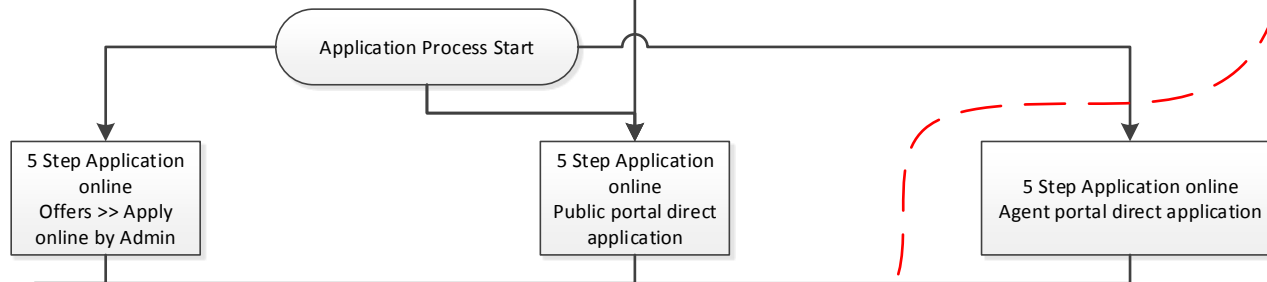 Application Process Start
5 Step Application
online
Offers >> Apply
online by Admin
5 Step Application
online
Public portal direct
application
5 Step Application online
Agent portal direct application